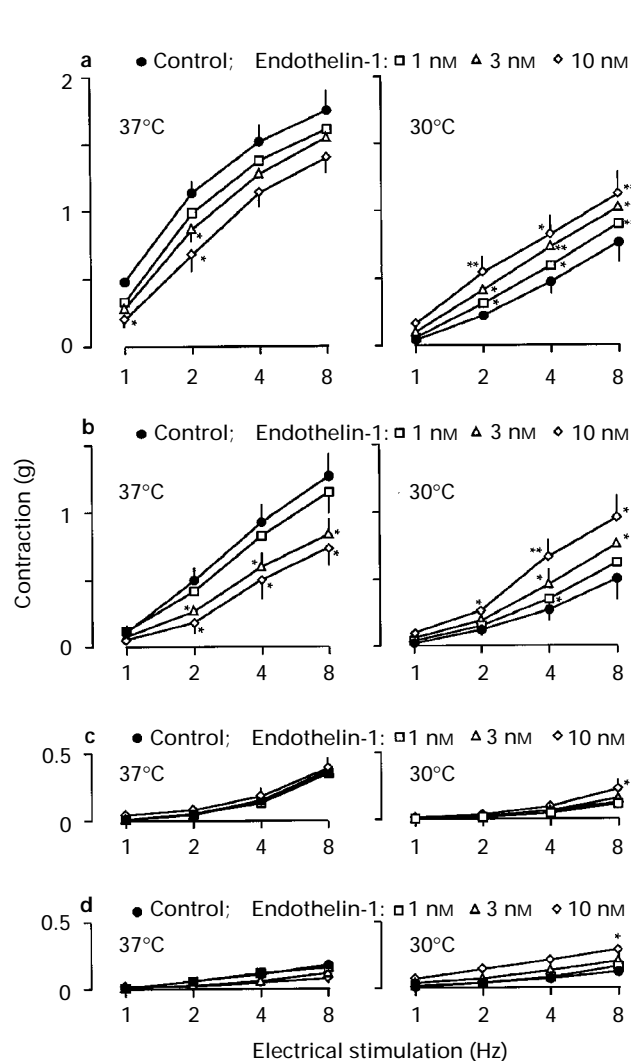 a ● Control; Endothelin-1: □ 1 nM △ 3 nM ◇ 10 nM
2
37°C 30°C
* * ** * **
1
** * * ** *
* * *
0
1 2 4 8 1 2 4 8
b ● Control; Endothelin-1: □ 1 nM △ 3 nM ◇ 10 nM
37°C 30°C
1
* * * * * *
* * ** * * * *
0
1 2 4 8 1 2 4 8
Contraction (g)
c ● Control; Endothelin-1: □ 1 nM △ 3 nM ◇ 10 nM
0.5
37°C 30°C
*
0
1 2 4 8 1 2 4 8
d ● Control; Endothelin-1: □ 1 nM △ 3 nM ◇ 10 nM
0.5
37°C 30°C
*
0
1 2 4 8 1 2 4 8
Electrical stimulation (Hz)